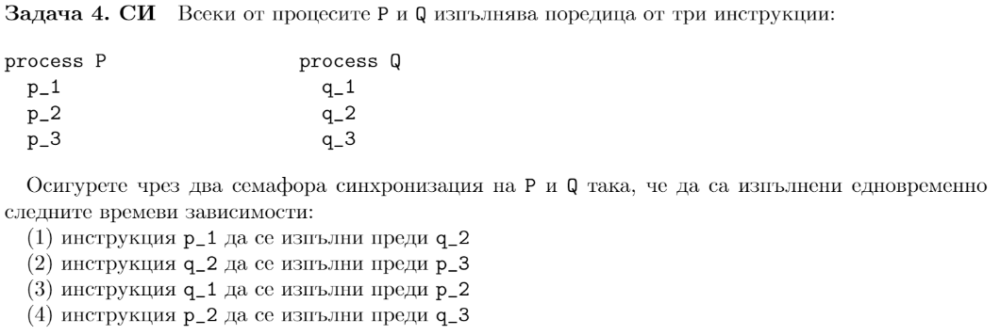 Задача 4. СИ Всеки от процесите P и Q изпълнява поредица от три инструкции:
process P process Q
p_1 q_1
p_2 q_2
p_3 q_3
Осигурете чрез два семафора синхронизация на P и Q така, че да са изпълнени едновременно
следните времеви зависимости:
(1) инструкция p_1 да се изпълни преди q_2
(2) инструкция q_2 да се изпълни преди p_3
(3) инструкция q_1 да се изпълни преди p_2
(4) инструкция p_2 да се изпълни преди q_3